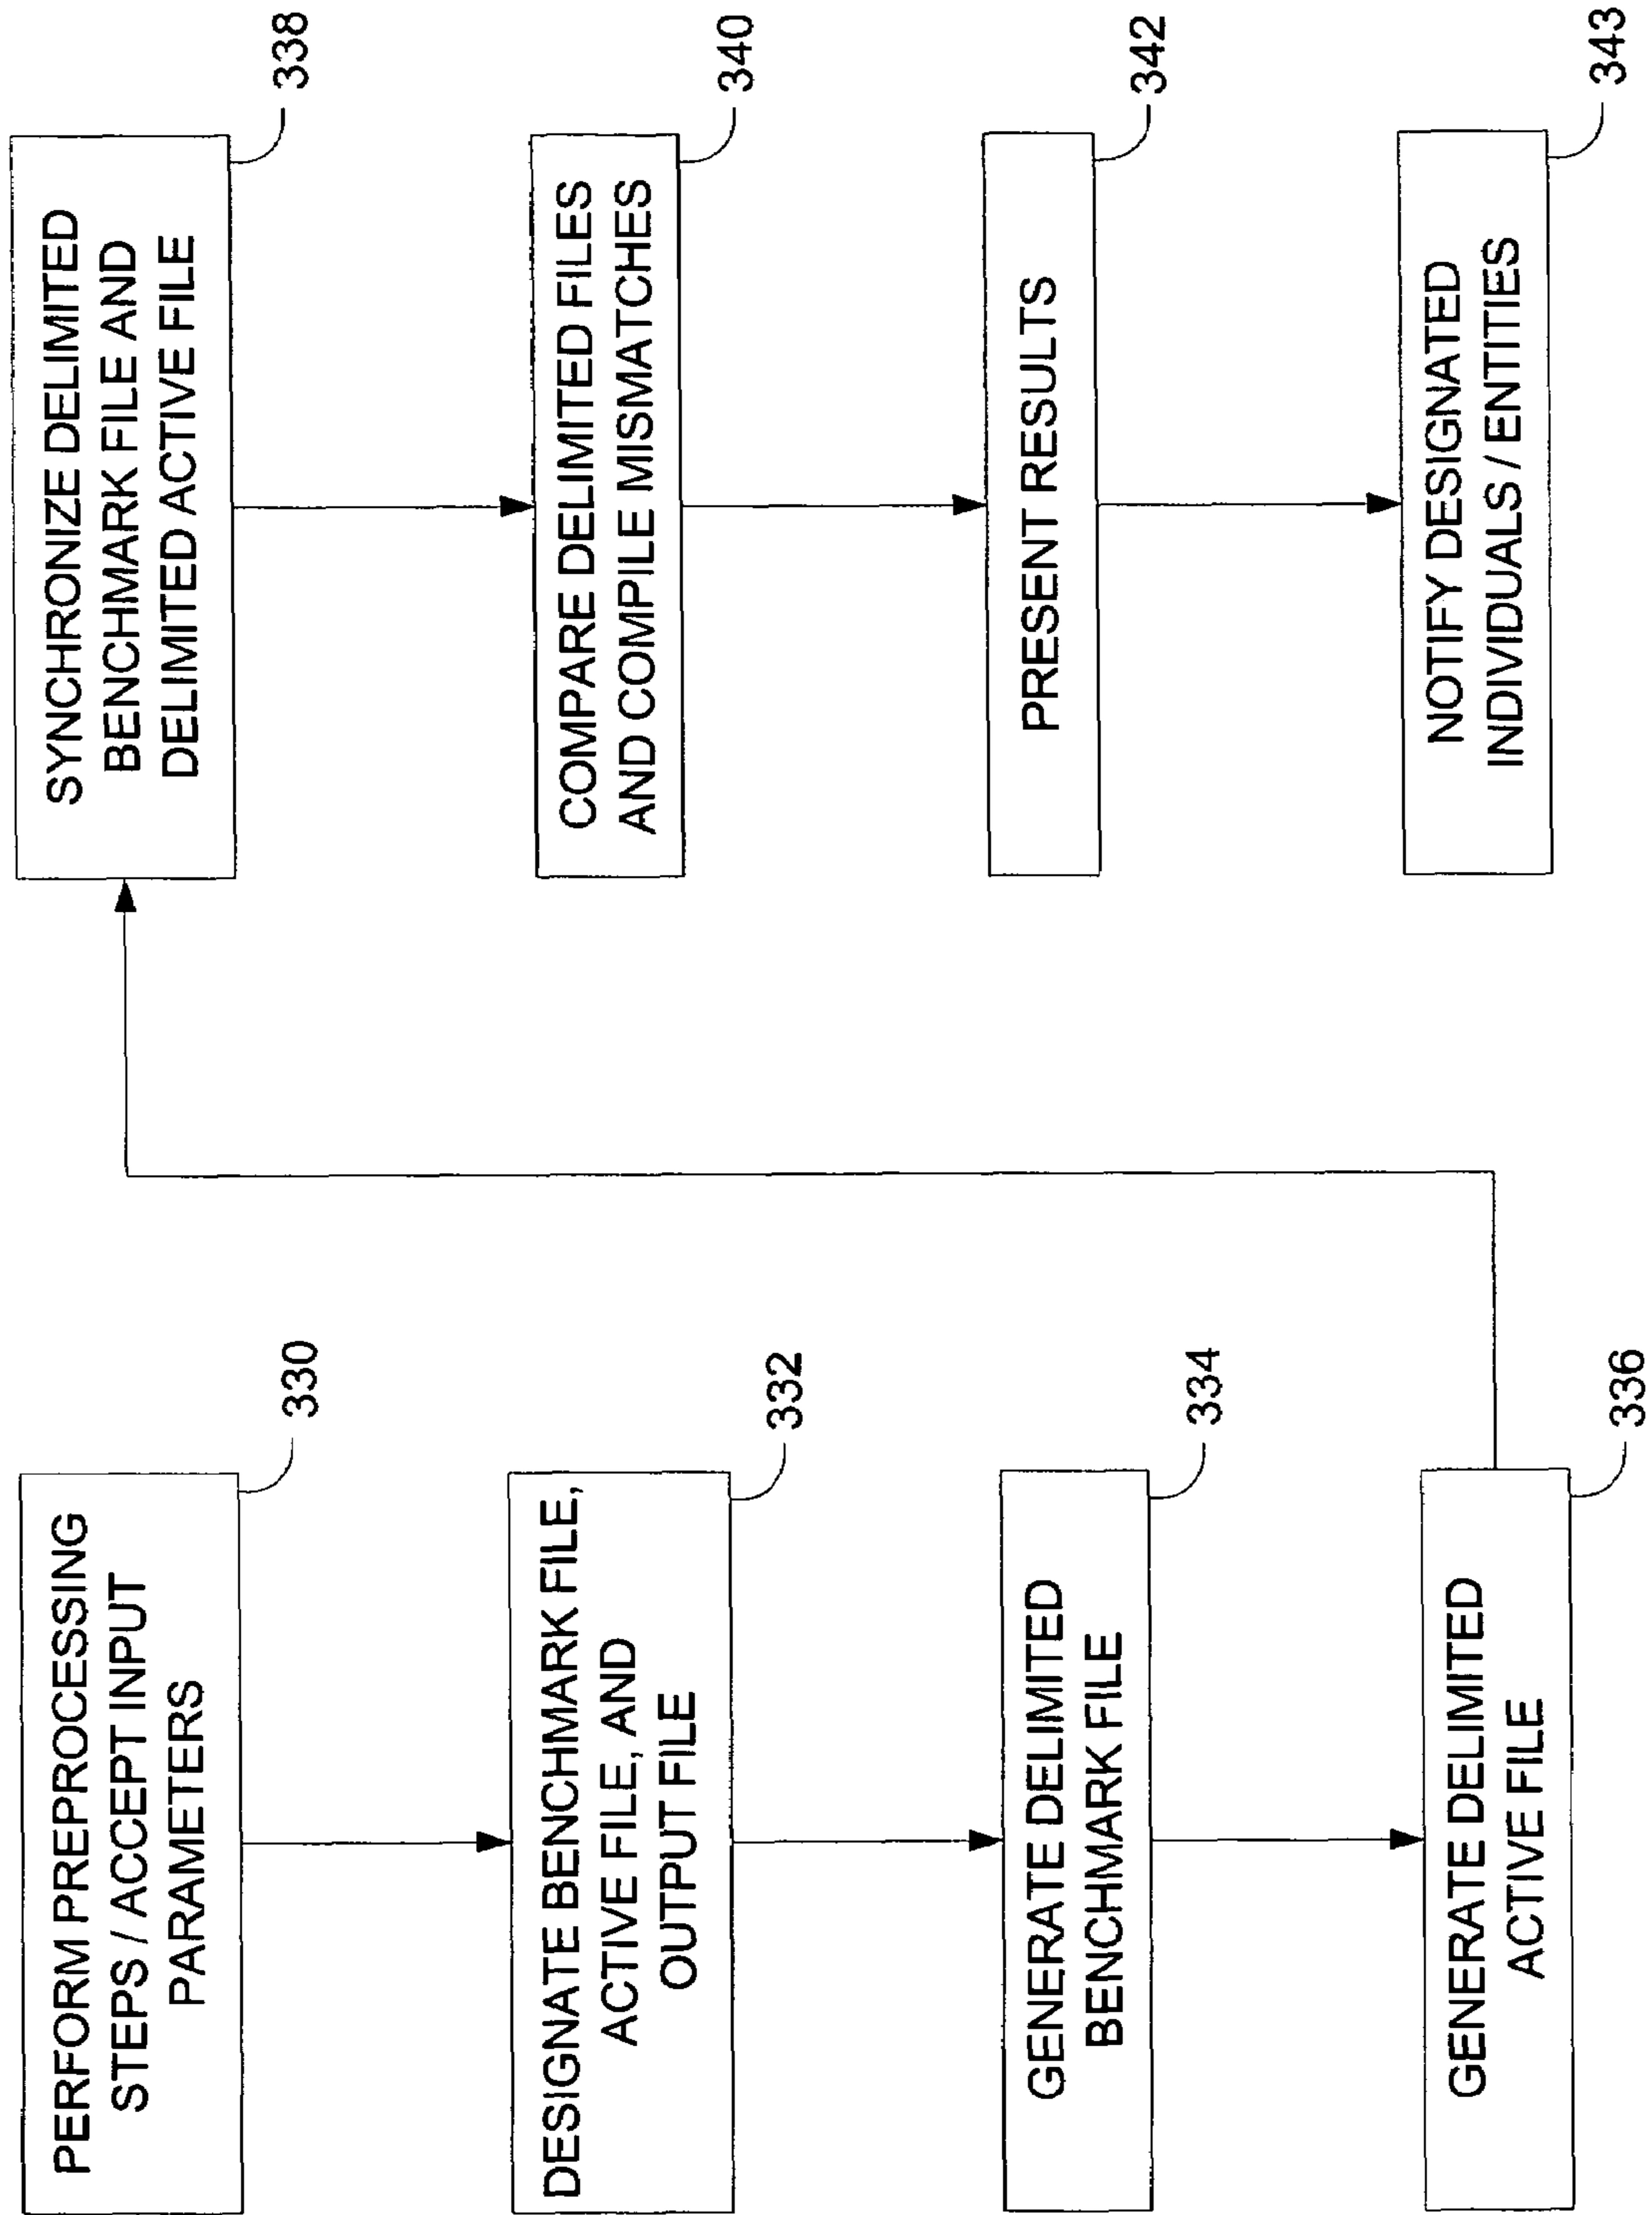 PERFORM PREPROCESSING
STEPS / ACCEPT INPUT
PARAMETERS
330
DESIGNATE BENCHMARK FILE,
ACTIVE FILE, AND
OUTPUT FILE
332
GENERATE DELIMITED
BENCHMARK FILE
334
GENERATE DELIMITED
ACTIVE FILE
336
SYNCHRONIZE DELIMITED
BENCHMARK FILE AND
DELIMITED ACTIVE FILE
338
COMPARE DELIMITED FILES
AND COMPILE MISMATCHES
340
PRESENT RESULTS
342
NOTIFY DESIGNATED
INDIVIDUALS / ENTITIES
343